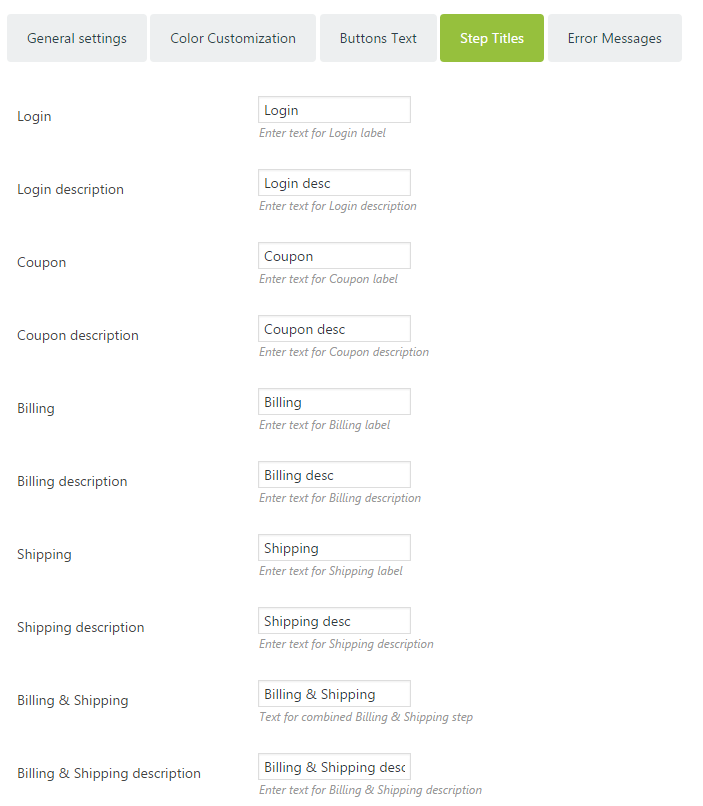 General settings Color Customization Buttons Text Step Titles Error Messages
Login Login
Enter text for Login label
Login description Login desc
Enter text for Login description
Coupon Coupon
Enter text for Coupon label
Coupon description Coupon desc
Enter text for Coupon description
Billing Billing
Enter text for Billing label
Billing description Billing desc
Enter text for Billing description
Shipping Shipping
Enter text for Shipping label
Shipping description Shipping desc
Enter text for Shipping description
Billing & Shipping Billing & Shipping
Text for combined Billing & Shipping step
Billing & Shipping description Billing & Shipping desc
Enter text for Billing & Shipping description